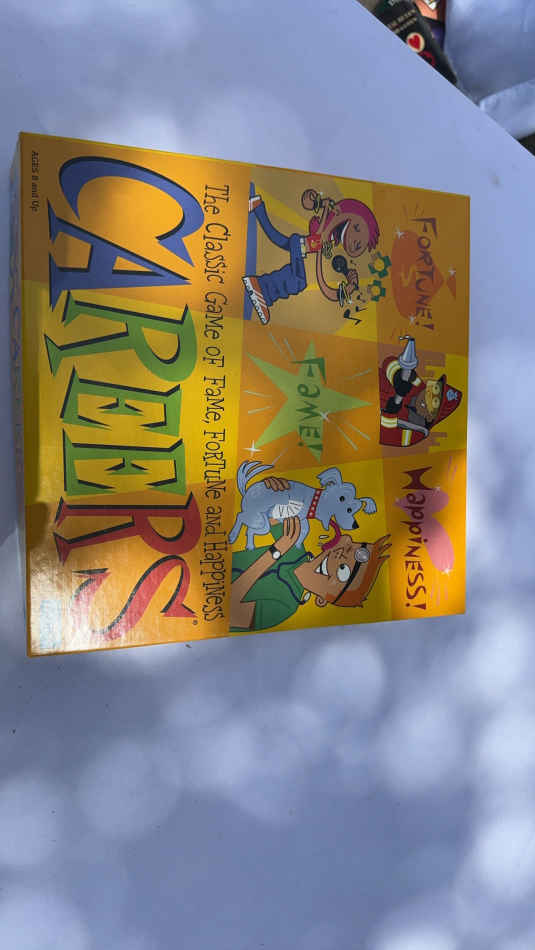 FORTUNE!
HaPPiNESS!
FaMe!
The Classic GaMe oF FaMe, FoRTuNe and HaPPiNeSS
CAREERS®
AGES 8 and Up